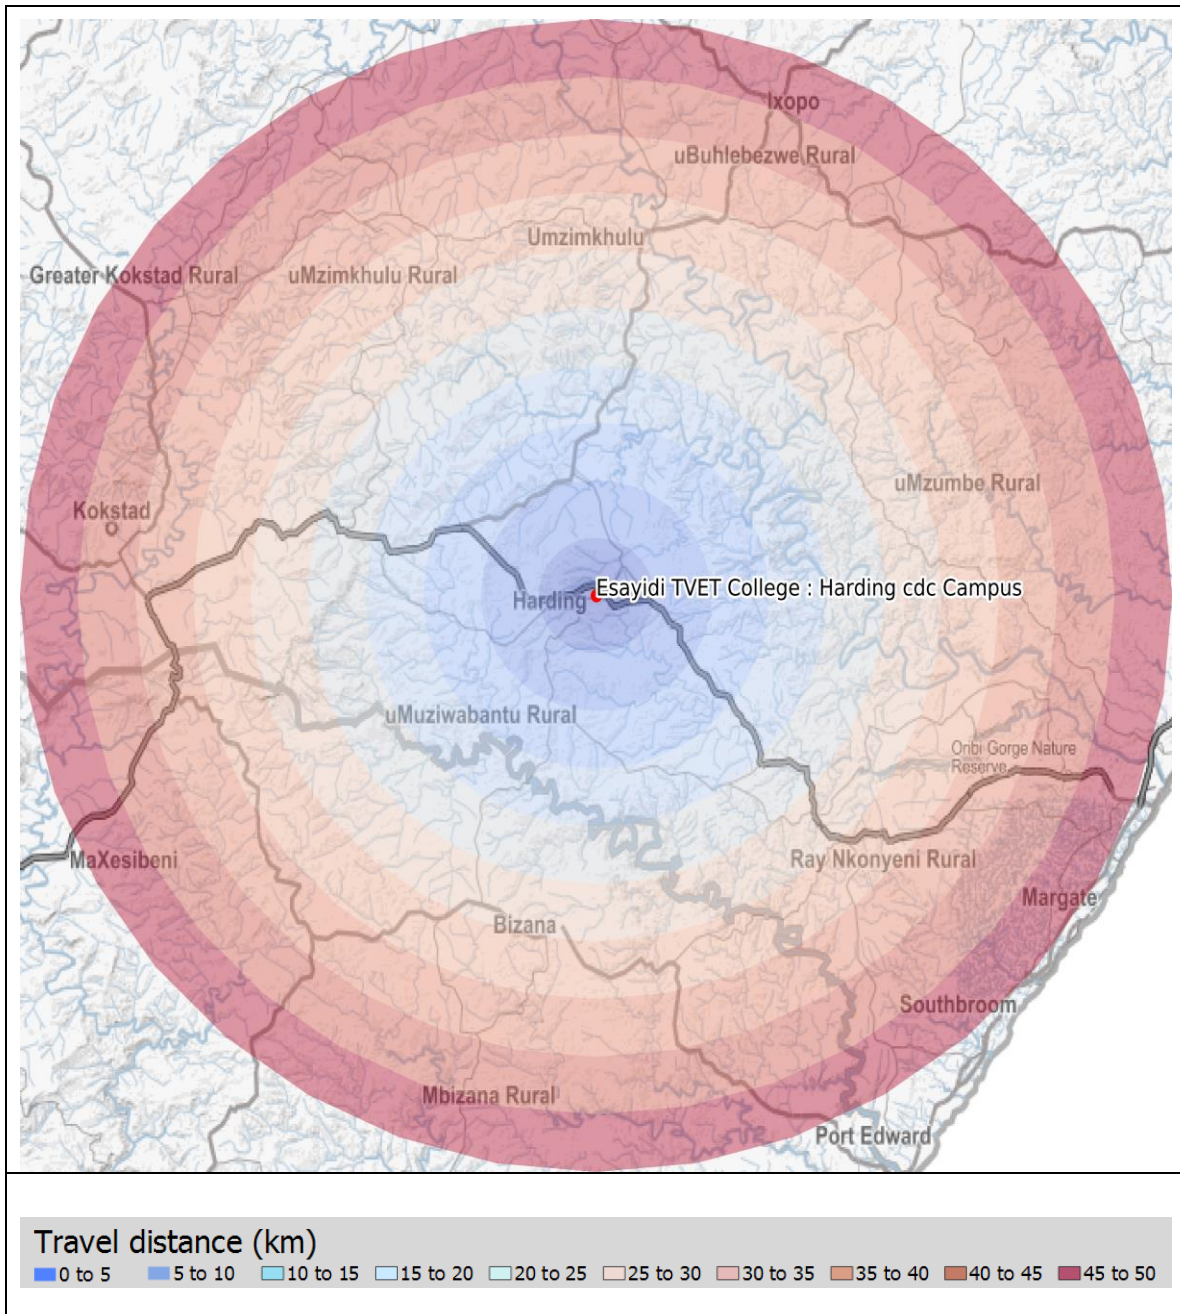 Ixopo
uBuhlebezwe Rural
Umzimkhulu
Greater Kokstad Rural
uMzimkhulu Rural
uMzumbe Rural
Kokstad
Esayidi TVET College : Harding cdc Campus
Harding
uMuziwabantu Rural
Oribi Gorge Nature
Reserve
MaXesibeni
Ray Nkonyeni Rural
Margate
Bizana
Southbroom
Mbizana Rural
Port Edward
Travel distance (km)
0 to 5 5 to 10 10 to 15 15 to 20 20 to 25 25 to 30 30 to 35 35 to 40 40 to 45 45 to 50